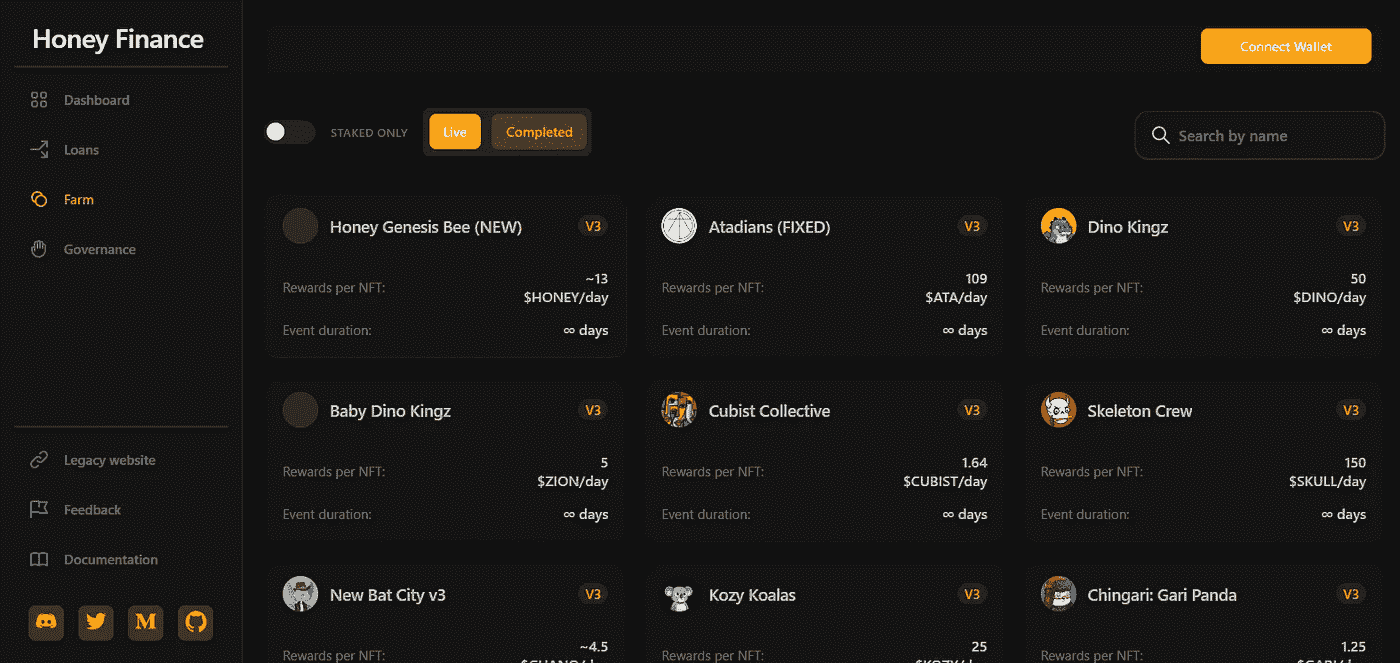 Honey Finance
Dashboard
Loans
Farm
Governance
Legacy website
Feedback
Documentation
Connect Wallet
STAKED ONLY
Live
Completed
Search by name
Honey Genesis Bee (NEW)
V3
Rewards per NFT:
~13
$HONEY/day
Event duration:
∞ days
Atadians (FIXED)
V3
Rewards per NFT:
109
$ATA/day
Event duration:
∞ days
Dino Kingz
V3
Rewards per NFT:
50
$DINO/day
Event duration:
∞ days
Baby Dino Kingz
V3
Rewards per NFT:
5
$ZION/day
Event duration:
∞ days
Cubist Collective
V3
Rewards per NFT:
1.64
$CUBIST/day
Event duration:
∞ days
Skeleton Crew
V3
Rewards per NFT:
150
$SKULL/day
Event duration:
∞ days
New Bat City v3
V3
Rewards per NFT:
~4.5
Kozy Koalas
V3
Rewards per NFT:
25
Chingari: Gari Panda
V3
Rewards per NFT:
1.25